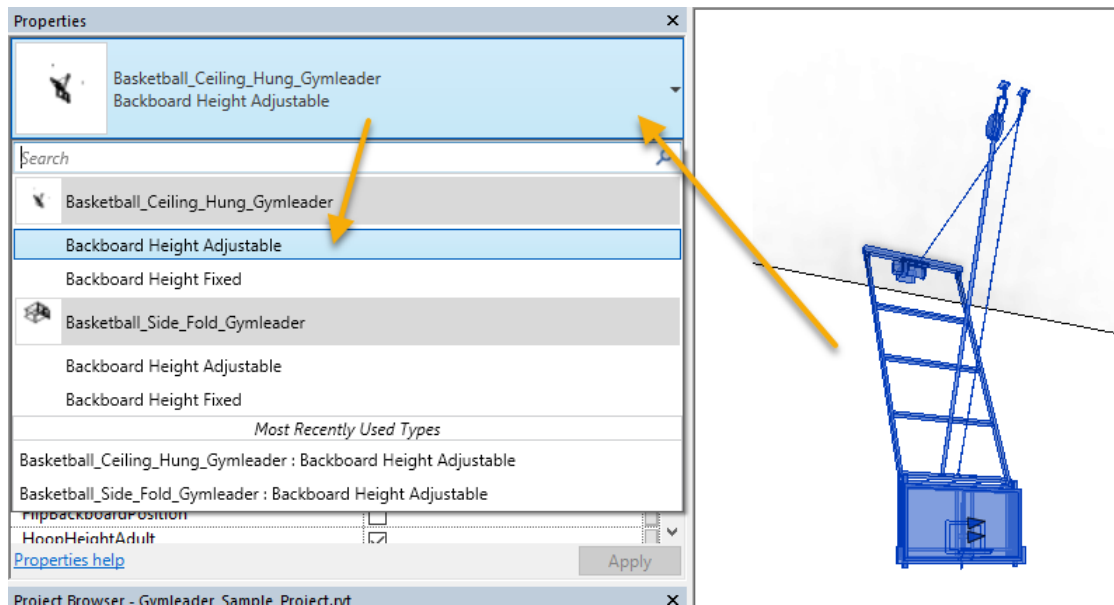 Properties
Basketball_Ceiling_Hung_Gymleader
Backboard Height Adjustable
Search
Basketball_Ceiling_Hung_Gymleader
Backboard Height Adjustable
Backboard Height Fixed
Basketball_Side_Fold_Gymleader
Backboard Height Adjustable
Backboard Height Fixed
Most Recently Used Types
Basketball_Ceiling_Hung_Gymleader : Backboard Height Adjustable
Basketball_Side_Fold_Gymleader : Backboard Height Adjustable
FlipBackboardPosition
HoopHeightAdult
Properties help
Apply
Project Browser - Gymleader_Sample_Project.rvt